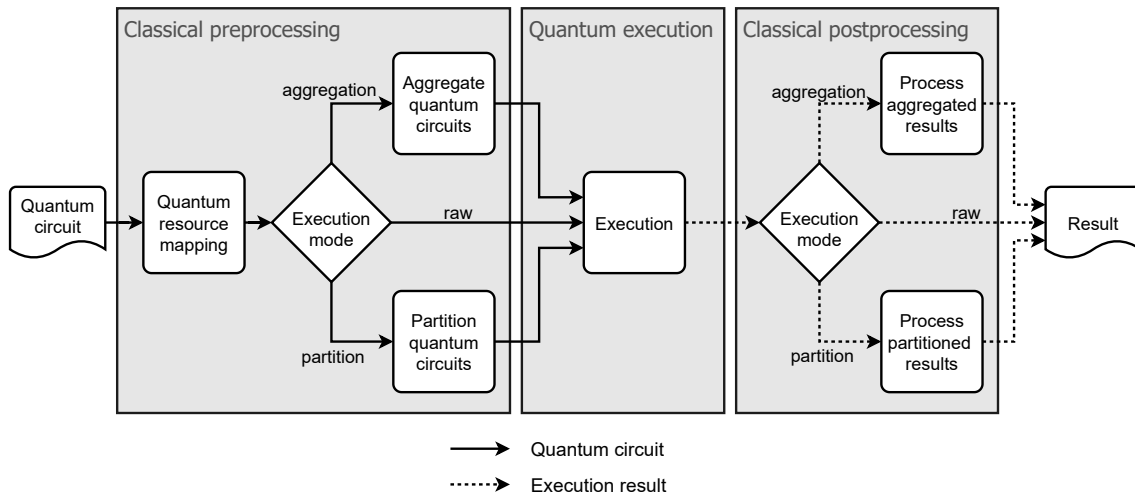 Classical preprocessing
Quantum execution
Classical postprocessing
Quantum
circuit
Quantum
resource
mapping
Execution
mode
aggregation
Aggregate
quantum
circuits
raw
partition
Partition
quantum
circuits
Execution
Execution
mode
aggregation
Process
aggregated
results
raw
partition
Process
partitioned
results
Result
Quantum circuit
Execution result